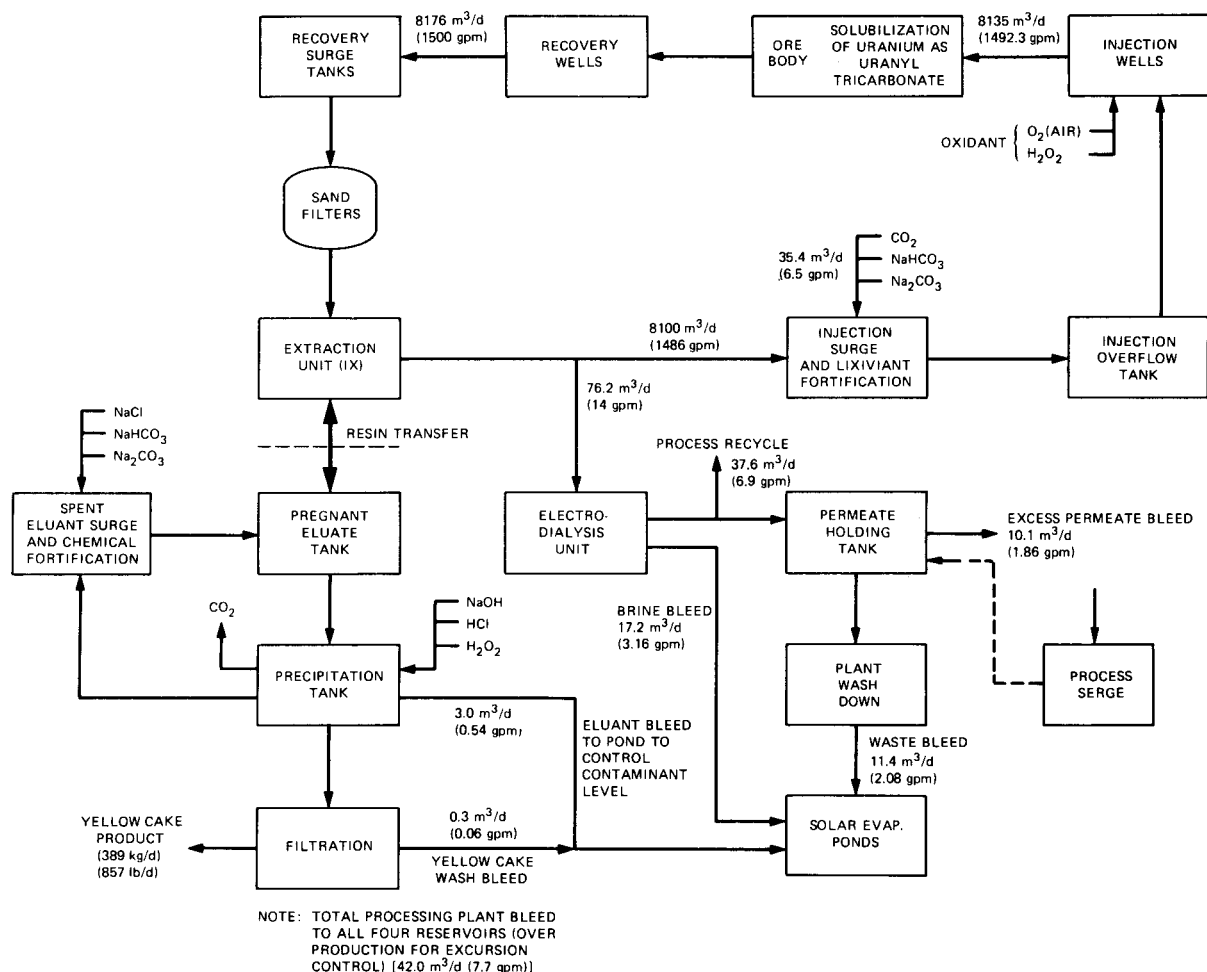 8176 m³/d
(1500 gpm)
8135 m³/d
(1492.3 gpm)
RECOVERY
SURGE
TANKS
RECOVERY
WELLS
ORE
BODY
SOLUBILIZATION
OF URANIUM AS
URANYL
TRICARBONATE
INJECTION
WELLS
OXIDANT {
O₂(AIR)
H₂O₂
SAND
FILTERS
35.4 m³/d
(6.5 gpm)
CO₂
NaHCO₃
Na₂CO₃
EXTRACTION
UNIT (IX)
8100 m³/d
(1486 gpm)
INJECTION
SURGE
AND LIXIVIANT
FORTIFICATION
INJECTION
OVERFLOW
TANK
76.2 m³/d
(14 gpm)
NaCl
NaHCO₃
Na₂CO₃
RESIN TRANSFER
PROCESS RECYCLE
37.6 m³/d
(6.9 gpm)
SPENT
ELUANT SURGE
AND CHEMICAL
FORTIFICATION
PREGNANT
ELUATE
TANK
ELECTRO-
DIALYSIS
UNIT
PERMEATE
HOLDING
TANK
EXCESS PERMEATE BLEED
10.1 m³/d
(1.86 gpm)
CO₂
NaOH
HCl
H₂O₂
BRINE BLEED
17.2 m³/d
(3.16 gpm)
PRECIPITATION
TANK
PLANT
WASH
DOWN
PROCESS
SERGE
3.0 m³/d
(0.54 gpm)
ELUANT BLEED
TO POND TO
CONTROL
CONTAMINANT
LEVEL
WASTE BLEED
11.4 m³/d
(2.08 gpm)
YELLOW CAKE
PRODUCT
(389 kg/d)
(857 lb/d)
FILTRATION
0.3 m³/d
(0.06 gpm)
YELLOW CAKE
WASH BLEED
SOLAR EVAP.
PONDS
NOTE: TOTAL PROCESSING PLANT BLEED
TO ALL FOUR RESERVOIRS (OVER
PRODUCTION FOR EXCURSION
CONTROL) [42.0 m³/d (7.7 gpm)]